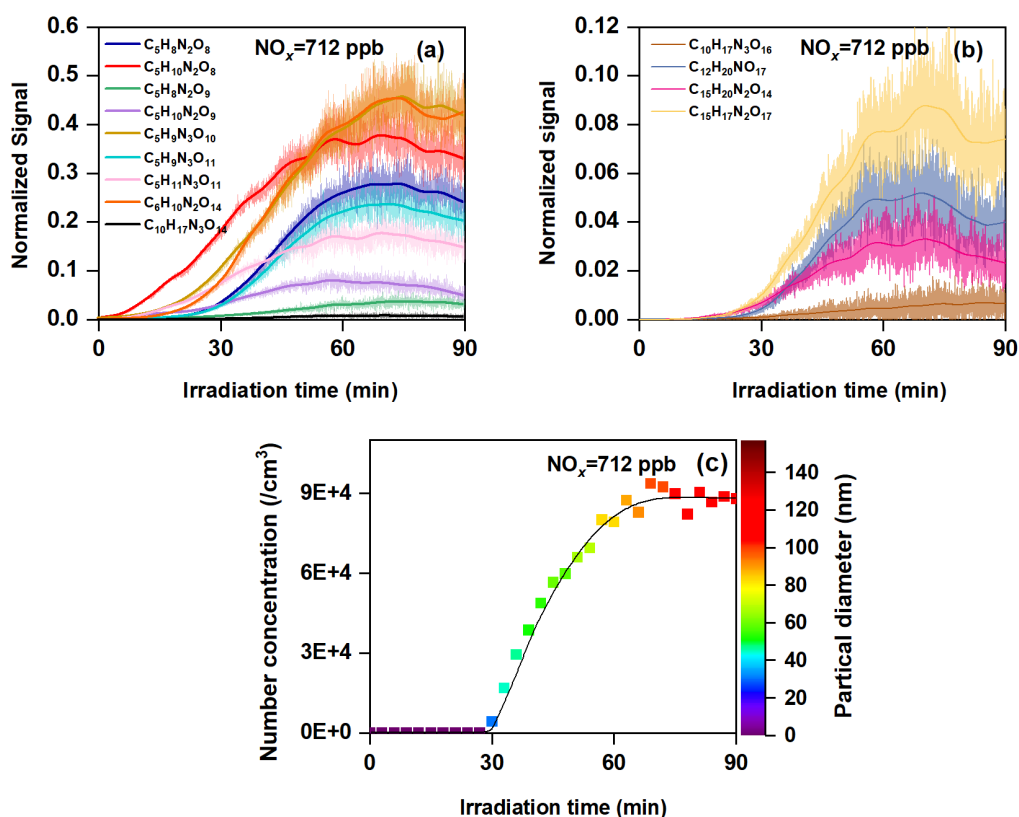 (a)
NOx=712 ppb
C5H8N2O8
C5H10N2O8
C5H8N2O9
C5H10N2O9
C5H9N3O10
C5H9N3O11
C5H11N3O11
C6H10N2O14
C10H17N3O14
Normalized Signal
0.6
0.5
0.4
0.3
0.2
0.1
0.0
0 30 60 90
Irradiation time (min)
(b)
NOx=712 ppb
C10H17N3O16
C12H20NO17
C15H20N2O14
C15H17N2O17
Normalized signal
0.12
0.10
0.08
0.06
0.04
0.02
0.00
0 30 60 90
Irradiation time (min)
(c)
NOx=712 ppb
Number concentration (/cm3)
9E+4
6E+4
3E+4
0E+0
0 30 60 90
Irradiation time (min)
140
120
100
80
60
40
20
0
Partical diameter (nm)